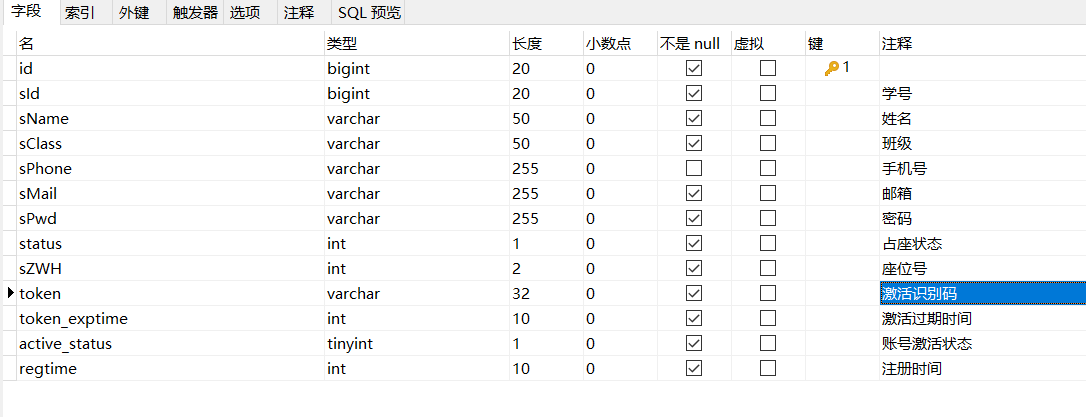 字段 索引 外键 触发器 选项 注释 SQL 预览
名 类型 长度 小数点 不是 null 虚拟 键 注释
id bigint 20 0 1
sId bigint 20 0 学号
sName varchar 50 0 姓名
sClass varchar 50 0 班级
sPhone varchar 255 0 手机号
sMail varchar 255 0 邮箱
sPwd varchar 255 0 密码
status int 1 0 占座状态
sZWH int 2 0 座位号
token varchar 32 0 激活识别码
token_exptime int 10 0 激活过期时间
active_status tinyint 1 0 账号激活状态
regtime int 10 0 注册时间